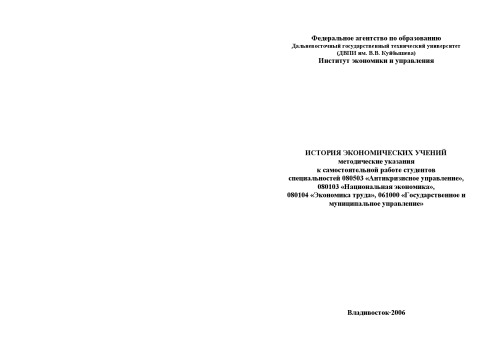 Федеральное агентство по образованию
Дальневосточный государственный технический университет
(ДВПИ им. В.В. Куйбышева)
Институт экономики и управления
ИСТОРИЯ ЭКОНОМИЧЕСКИХ УЧЕНИЙ
методические указания
к самостоятельной работе студентов
специальностей 080503 «Антикризисное управление»,
080103 «Национальная экономика»,
080104 «Экономика труда», 061000 «Государственное и
муниципальное управление»
Владивосток-2006